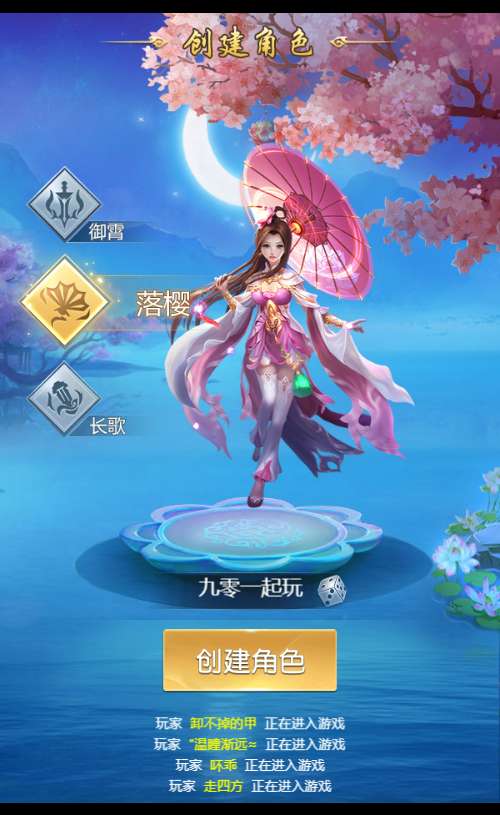 创建角色
御霄
落樱
长歌
九零一起玩
创建角色
玩家 卸不掉的甲 正在进入游戏
玩家 “温瞳渐远≈ 正在进入游戏
玩家 吥乖 正在进入游戏
玩家 走四方 正在进入游戏